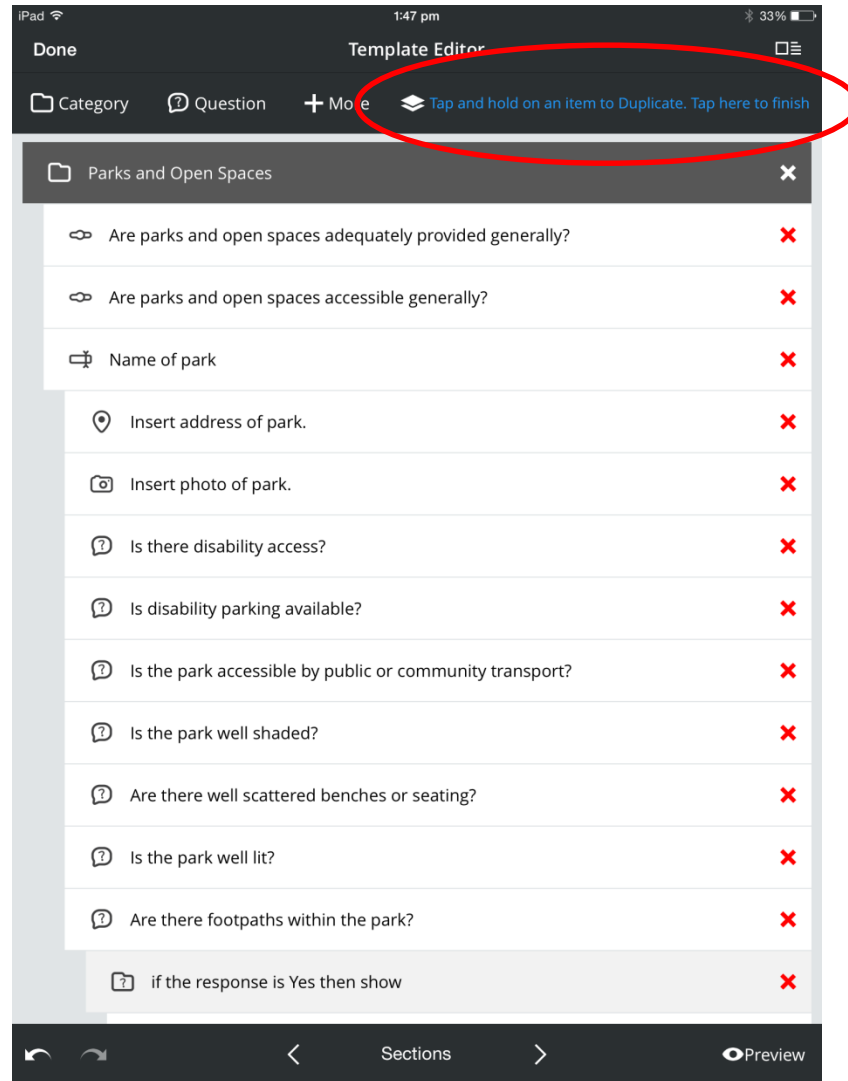 iPad 1:47 pm 33%
Done Template Editor
Category Question More Tap and hold on an item to Duplicate. Tap here to finish
Parks and Open Spaces
Are parks and open spaces adequately provided generally?
Are parks and open spaces accessible generally?
Name of park
Insert address of park.
Insert photo of park.
Is there disability access?
Is disability parking available?
Is the park accessible by public or community transport?
Is the park well shaded?
Are there well scattered benches or seating?
Is the park well lit?
Are there footpaths within the park?
if the response is Yes then show
Sections Preview